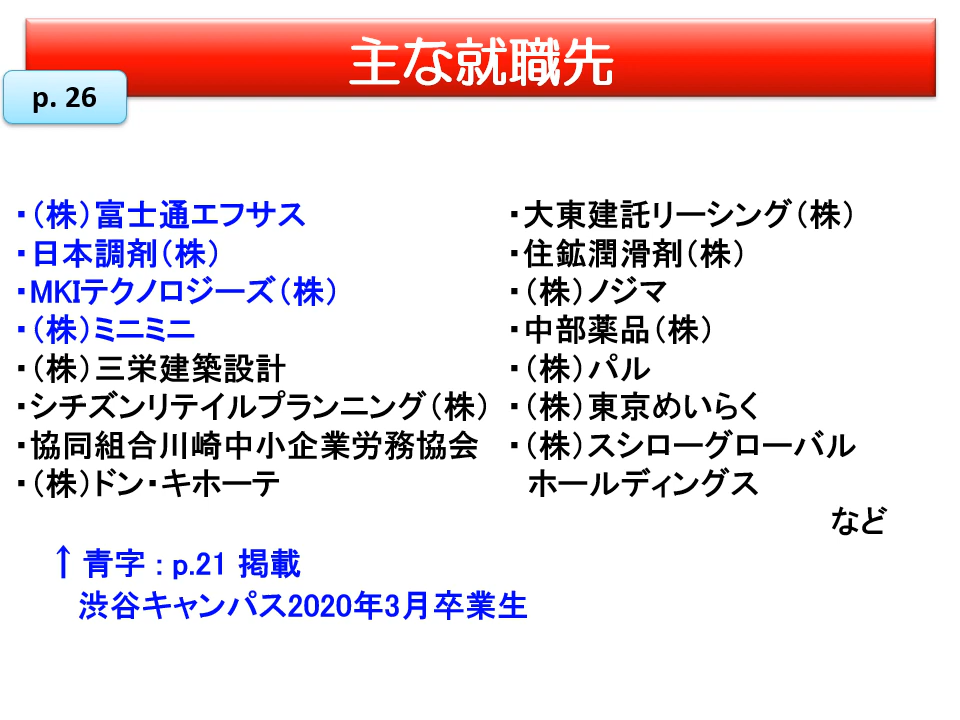 主な就職先
p. 26
・(株)富士通エフサス
・日本調剤(株)
・MKIテクノロジーズ(株)
・(株)ミニミニ
・(株)三栄建築設計
・シチズンリテイルプランニング(株)
・協同組合川崎中小企業労務協会
・(株)ドン・キホーテ
・大東建託リーシング(株)
・住鉱潤滑剤(株)
・(株)ノジマ
・中部薬品(株)
・(株)パル
・(株)東京めいらく
・(株)スシローグローバル
ホールディングス
など
↑青字:p.21 掲載
渋谷キャンパス2020年3月卒業生